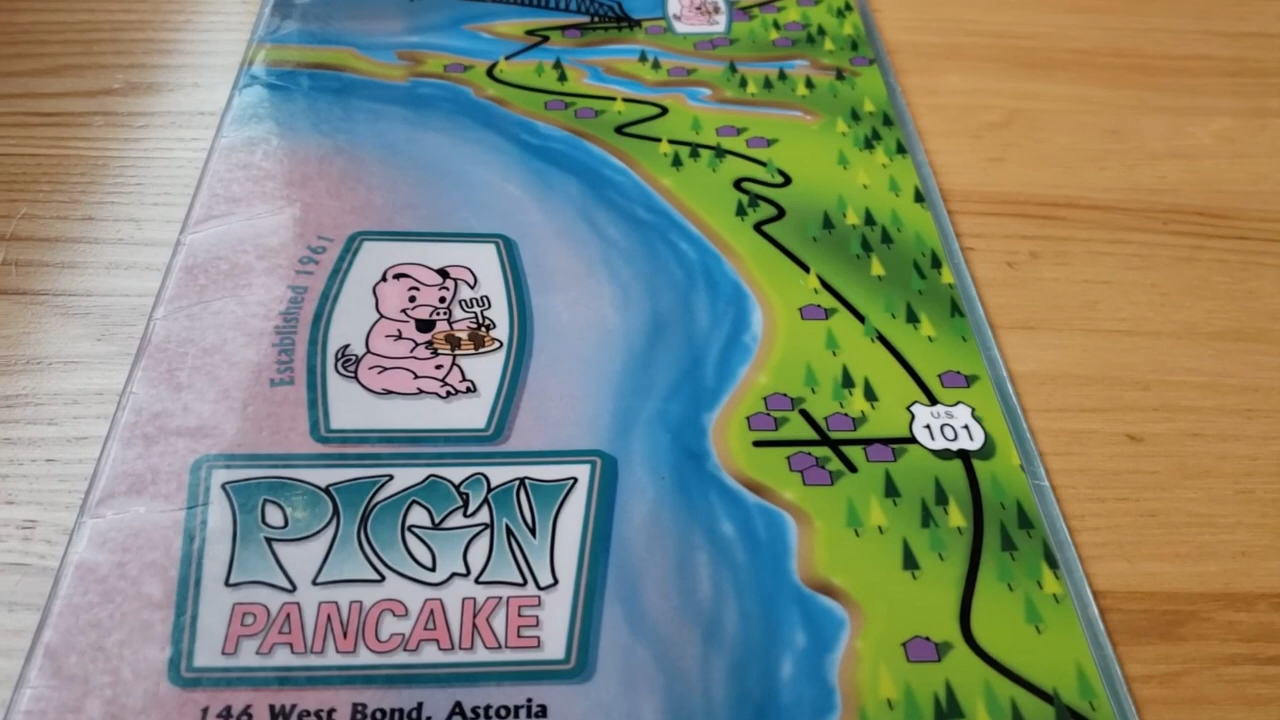 Established 1961
U.S.
101
PIG'N
PANCAKE
146 West Bond, Astoria